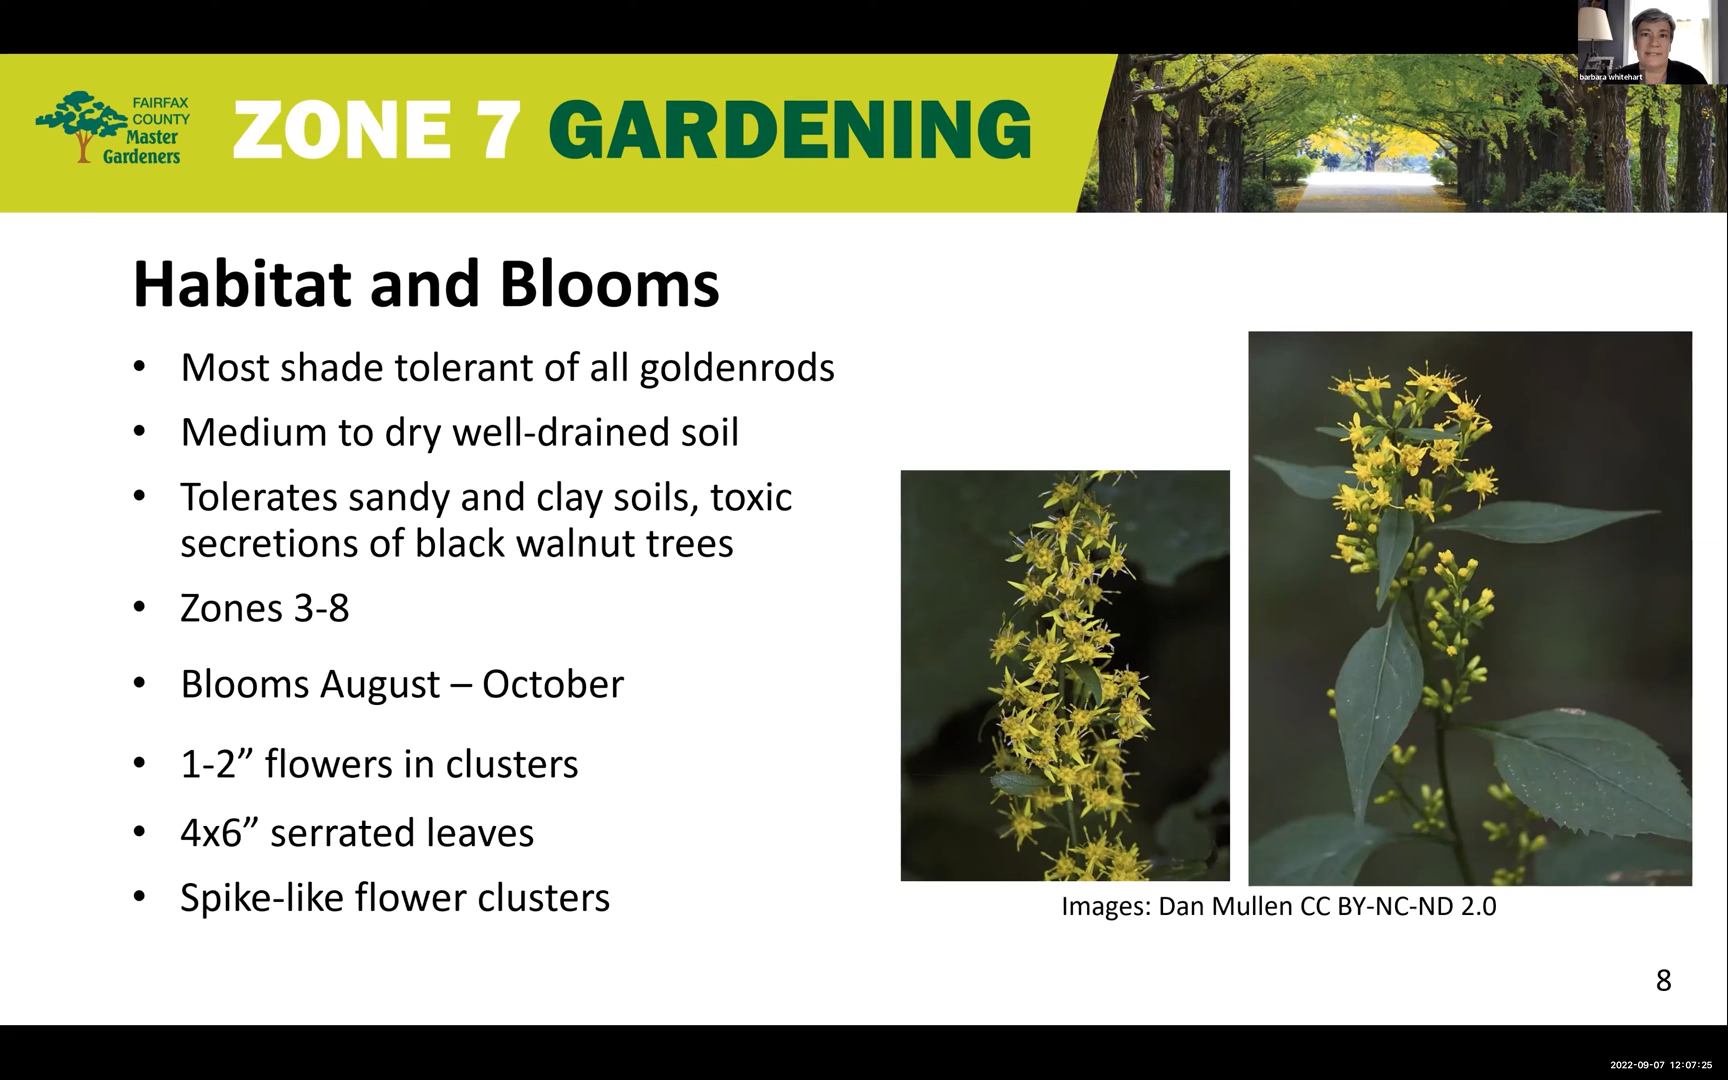 barbara whitehart
FAIRFAX
COUNTY
Master
Gardeners
ZONE 7 GARDENING
Habitat and Blooms
• Most shade tolerant of all goldenrods
• Medium to dry well-drained soil
• Tolerates sandy and clay soils, toxic
secretions of black walnut trees
• Zones 3-8
• Blooms August – October
• 1-2” flowers in clusters
• 4x6” serrated leaves
• Spike-like flower clusters
Images: Dan Mullen CC BY-NC-ND 2.0
8
2022-09-07 12:07:25